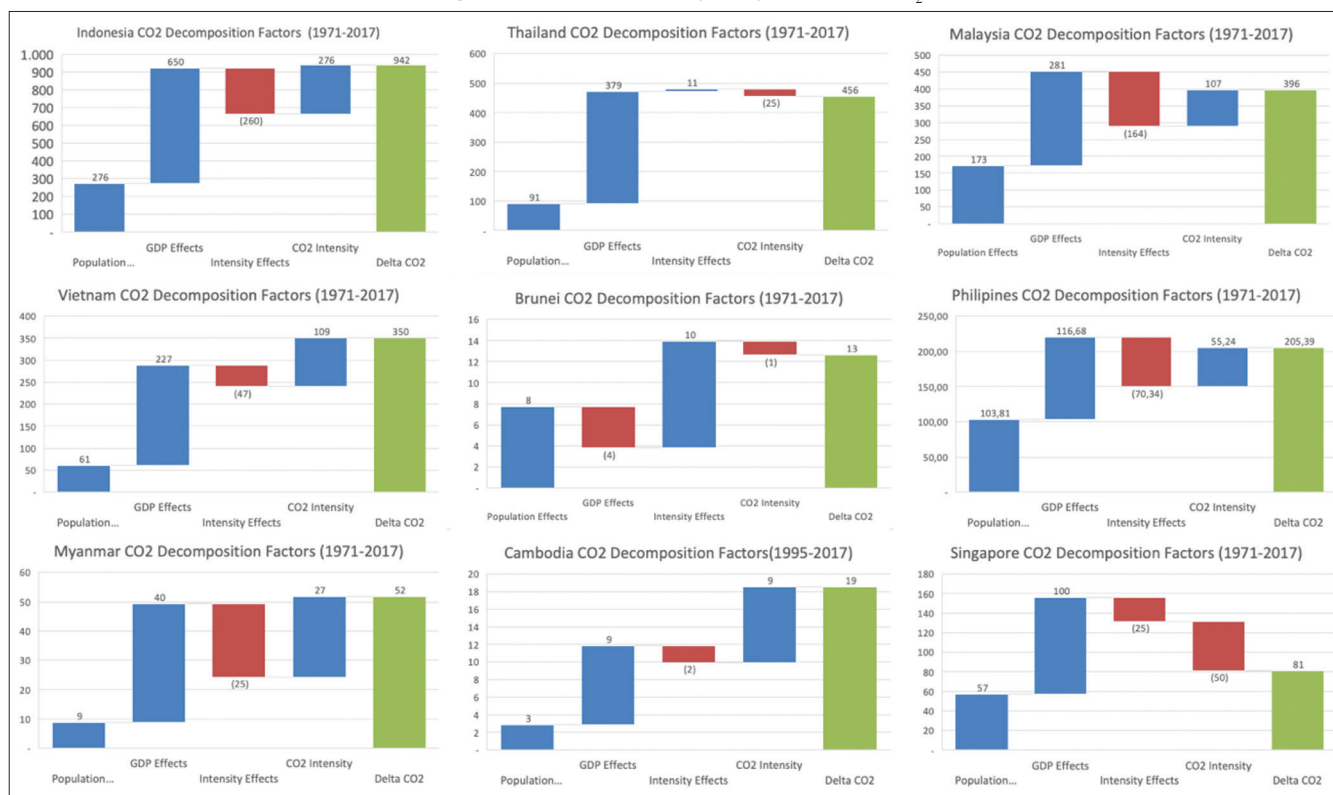 2
Indonesia CO2 Decomposition Factors (1971-2017)
1.000
900
800
700
600
500
400
300
200
100
-
276
650
(260)
276
942
GDP Effects
CO2 Intensity
Population...
Intensity Effects
Delta CO2
Thailand CO2 Decomposition Factors (1971-2017)
600
500
400
300
200
100
-
91
379
11
(25)
456
GDP Effects
CO2 Intensity
Population...
Intensity Effects
Delta CO2
Malaysia CO2 Decomposition Factors (1971-2017)
500
450
400
350
300
250
200
150
100
50
-
173
281
(164)
107
396
GDP Effects
CO2 Intensity
Population Effects
Intensity Effects
Delta CO2
Vietnam CO2 Decomposition Factors (1971-2017)
400
350
300
250
200
150
100
50
-
61
227
(47)
109
350
GDP Effects
CO2 Intensity
Population...
Intensity Effects
Delta CO2
Brunei CO2 Decomposition Factors (1971-2017)
16
14
12
10
8
6
4
2
-
8
(4)
10
(1)
13
GDP Effects
CO2 Intensity
Population Effects
Intensity Effects
Delta CO2
Philipines CO2 Decomposition Factors (1971-2017)
250,00
200,00
150,00
100,00
50,00
-
103,81
116,68
(70,34)
55,24
205,39
GDP Effects
CO2 Intensity
Population...
Intensity Effects
Delta CO2
Myanmar CO2 Decomposition Factors (1971-2017)
60
50
40
30
20
10
-
9
40
(25)
27
52
GDP Effects
CO2 Intensity
Population...
Intensity Effects
Delta CO2
Cambodia CO2 Decomposition Factors(1995-2017)
20
18
16
14
12
10
8
6
4
2
-
3
9
(2)
9
19
GDP Effects
CO2 Intensity
Population...
Intensity Effects
Delta CO2
Singapore CO2 Decomposition Factors (1971-2017)
180
160
140
120
100
80
60
40
20
-
57
100
(25)
(50)
81
GDP Effects
CO2 Intensity
Population...
Intensity Effects
Delta CO2